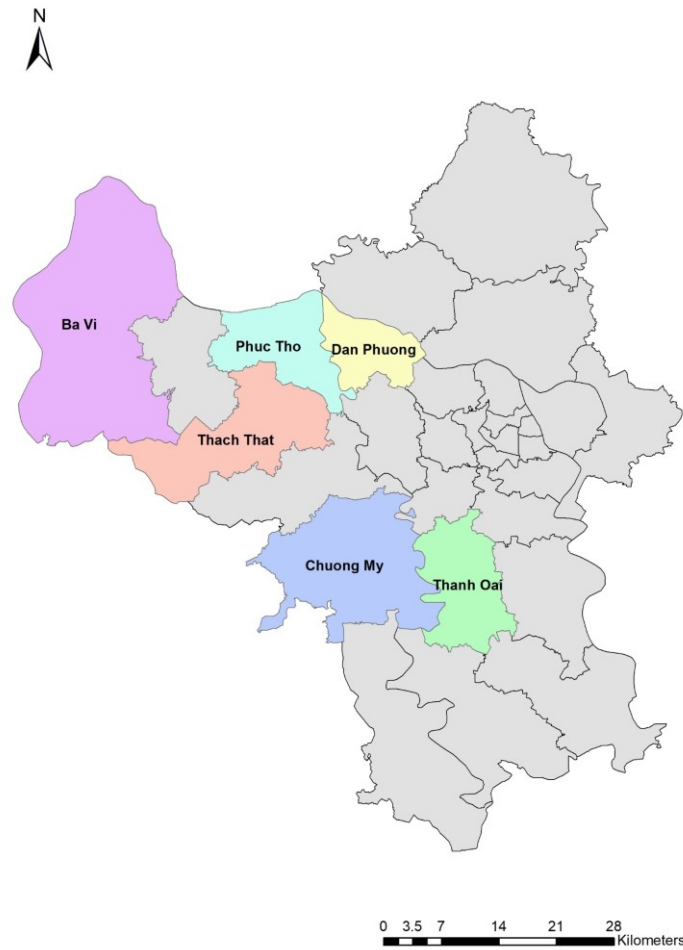 N
Ba Vi
Phuc Tho
Dan Phuong
Thach That
Chuong My
Thanh Oai
0 3.5 7 14 21 28
Kilometers